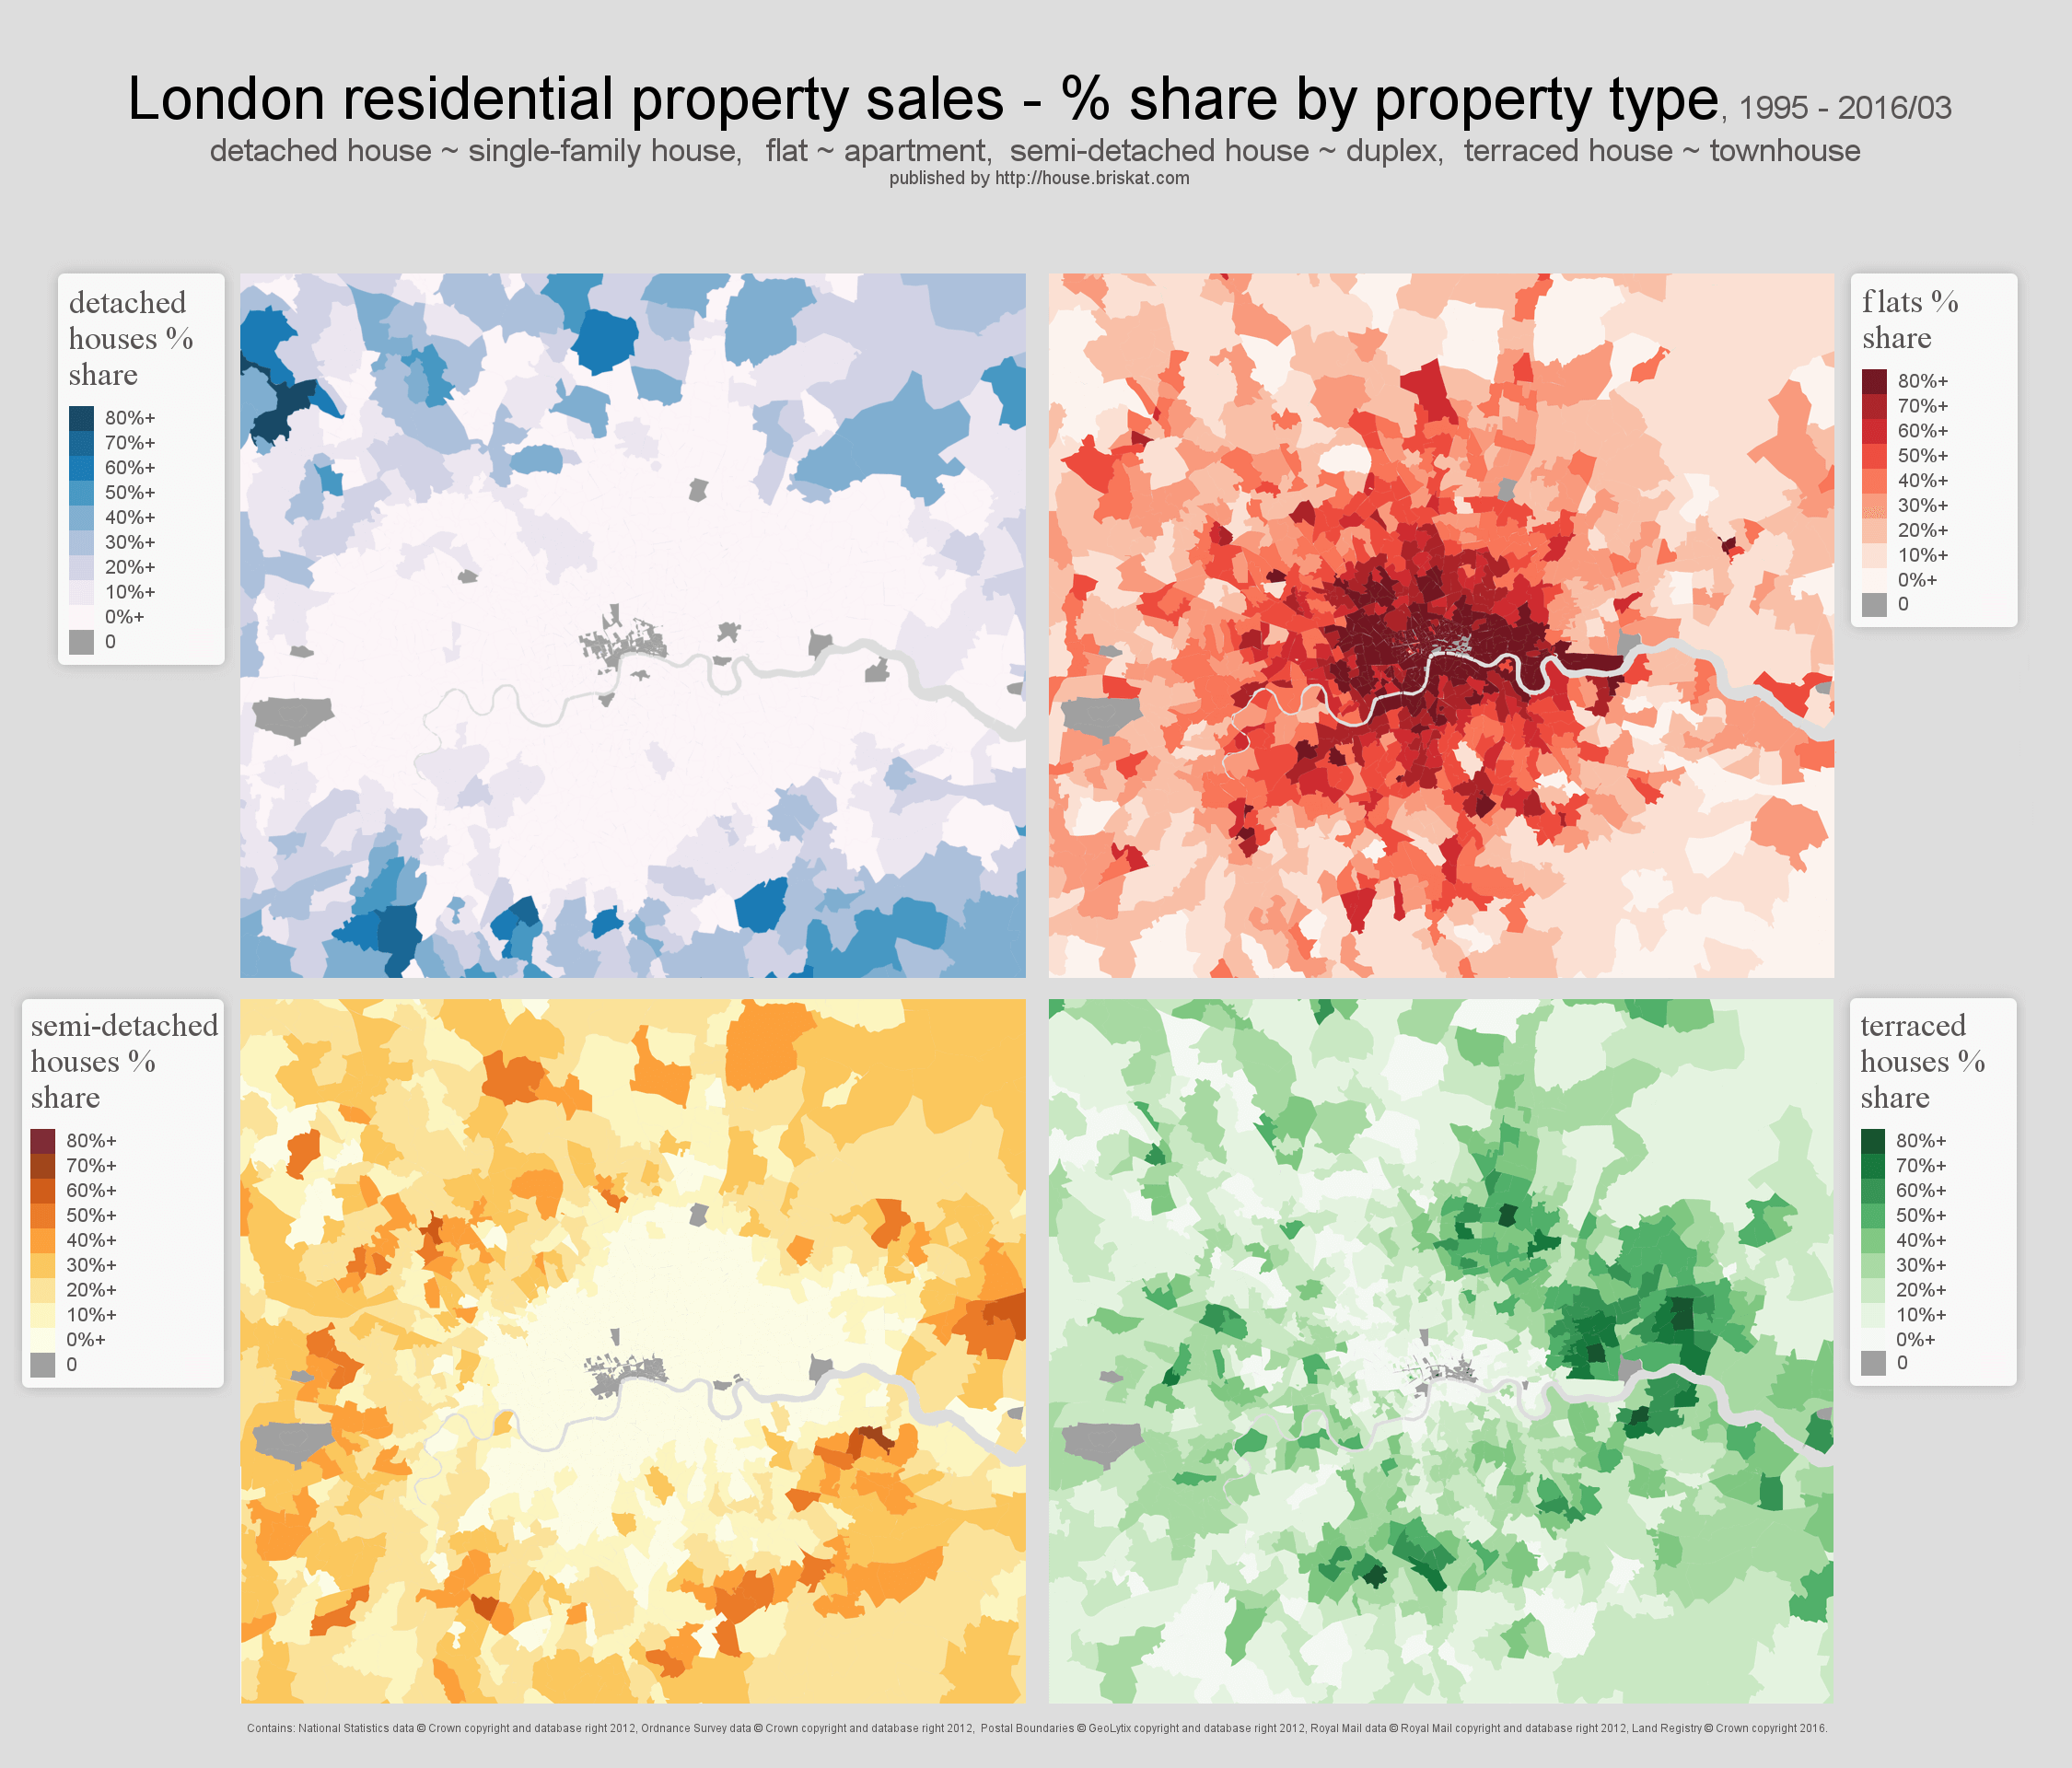 London residential property sales - % share by property type, 1995 - 2016/03
detached house ~ single-family house, flat ~ apartment, semi-detached house ~ duplex, terraced house ~ townhouse
published by http://house.briskat.com
detached
houses %
share
80%+
70%+
60%+
50%+
40%+
30%+
20%+
10%+
0%+
0
flats %
share
80%+
70%+
60%+
50%+
40%+
30%+
20%+
10%+
0%+
0
semi-detached
houses %
share
80%+
70%+
60%+
50%+
40%+
30%+
20%+
10%+
0%+
0
terraced
houses %
share
80%+
70%+
60%+
50%+
40%+
30%+
20%+
10%+
0%+
0
Contains: National Statistics data © Crown copyright and database right 2012, Ordnance Survey data © Crown copyright and database right 2012, Postal Boundaries © GeoLytix copyright and database right 2012, Royal Mail data © Royal Mail copyright and database right 2012, Land Registry © Crown copyright 2016.